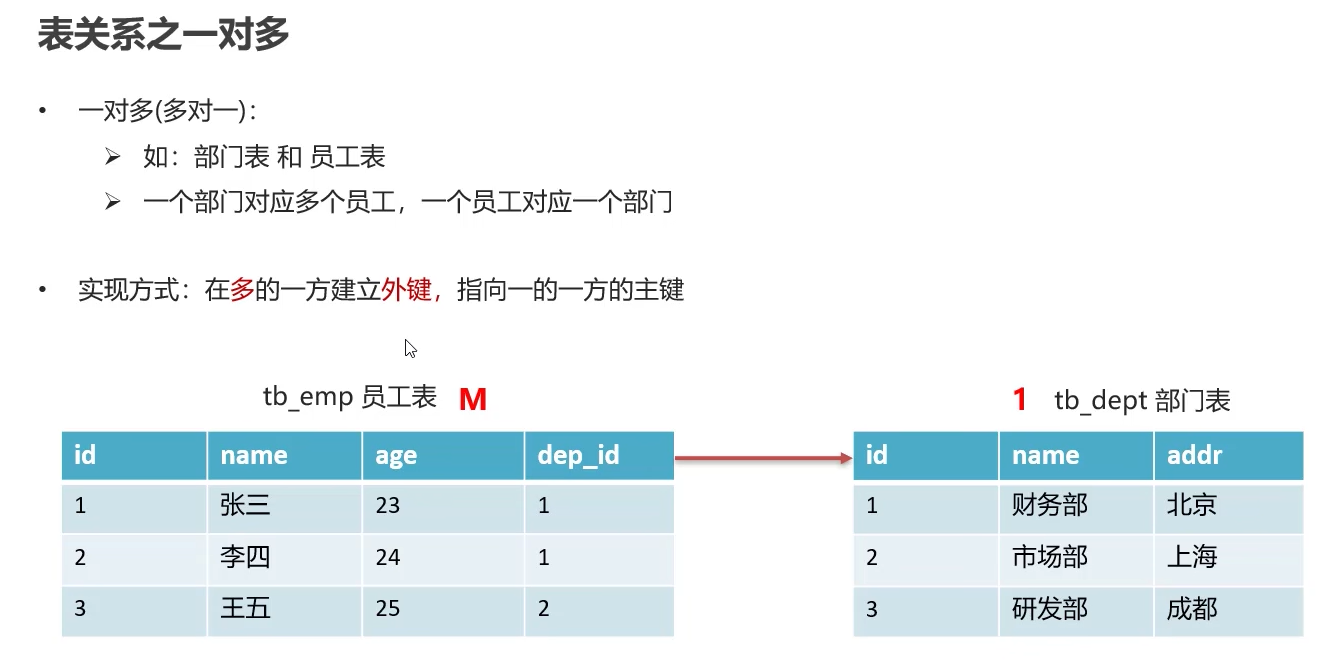 表关系之一对多
• 一对多(多对一)：
➢ 如：部门表 和 员工表
➢ 一个部门对应多个员工，一个员工对应一个部门
• 实现方式：在多的一方建立外键，指向一的一方的主键
tb_emp 员工表 M
id name age dep_id
1 张三 23 1
2 李四 24 1
3 王五 25 2
1 tb_dept 部门表
id name addr
1 财务部 北京
2 市场部 上海
3 研发部 成都